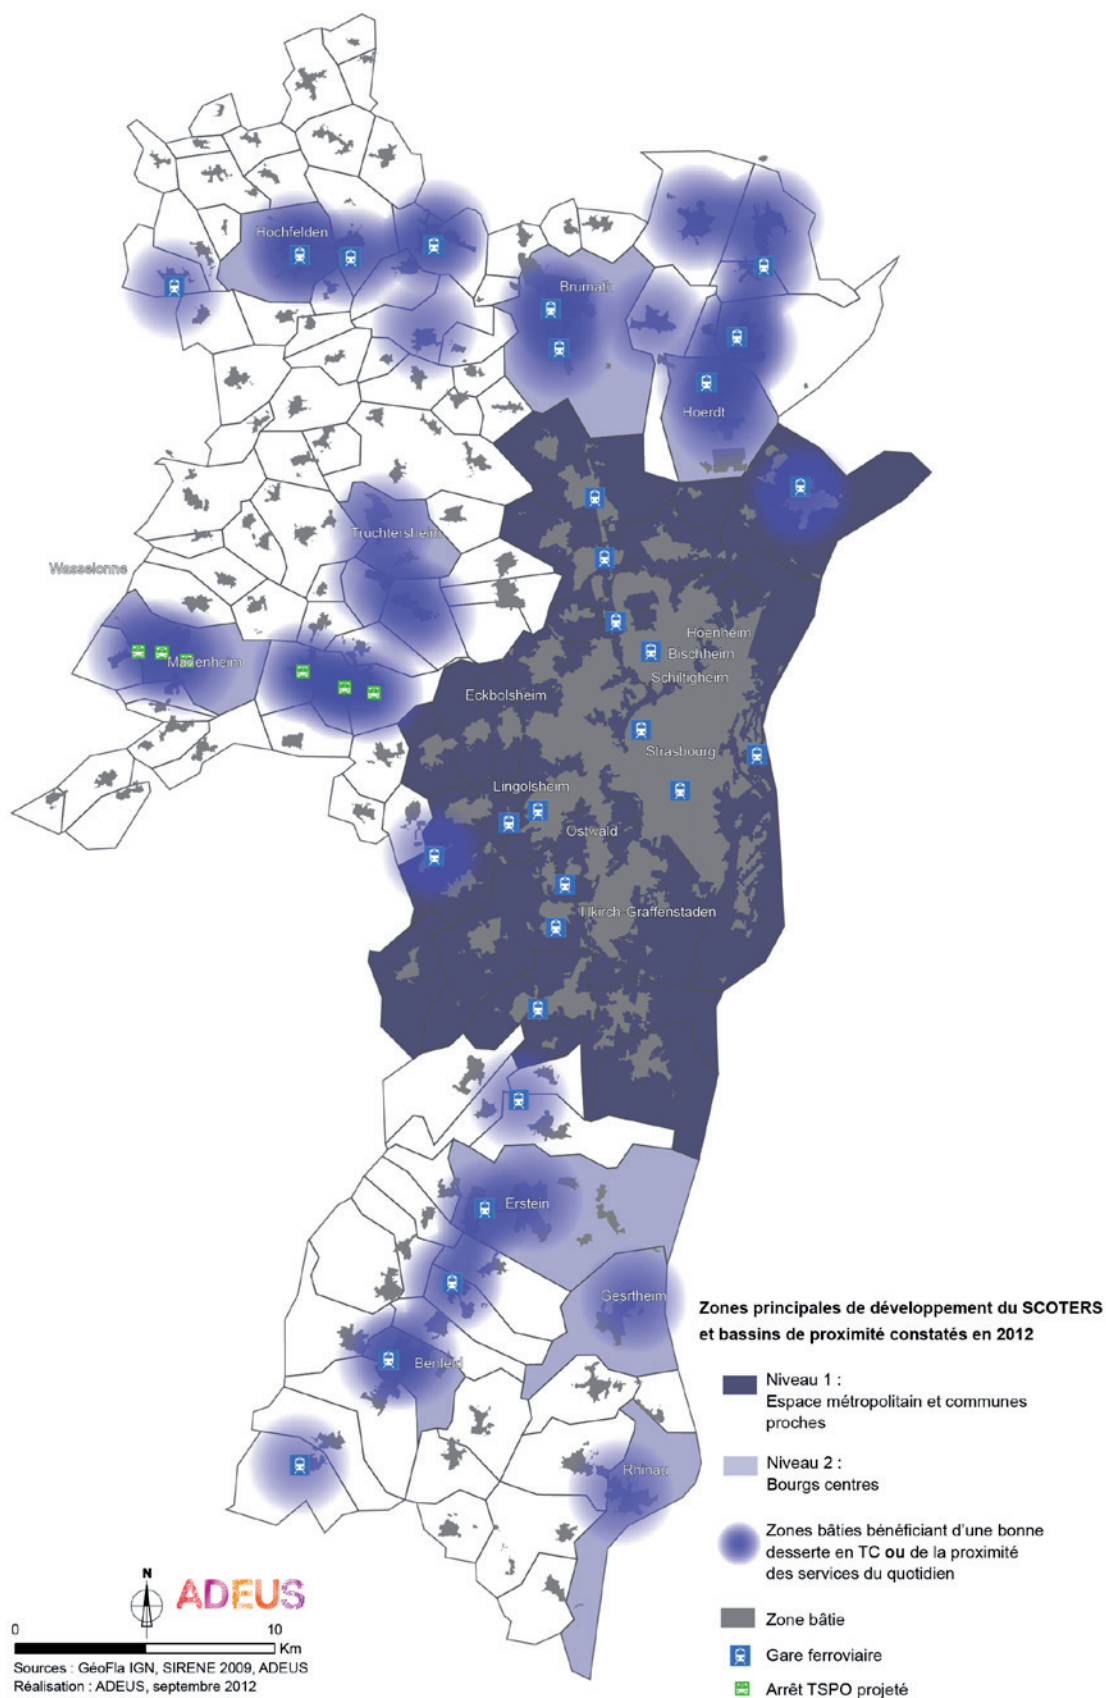 Hochfelden
Brumath
Hoerdt
Truchtersheim
Wasselonne
Marlenheim
Hoenheim
Bischheim
Schiltigheim
Eckbolsheim
Strasbourg
Lingolsheim
Ostwald
Illkirch-Graffenstaden
Erstein
Gesrtheim
Benfeld
Rhinau
Zones principales de développement du SCOTERS
et bassins de proximité constatés en 2012
Niveau 1 :
Espace métropolitain et communes
proches
Niveau 2 :
Bourgs centres
Zones bâties bénéficiant d'une bonne
desserte en TC ou de la proximité
des services du quotidien
Zone bâtie
Gare ferroviaire
Arrêt TSPO projeté
N
ADEUS
0 10
Km
Sources : GéoFla IGN, SIRENE 2009, ADEUS
Réalisation : ADEUS, septembre 2012